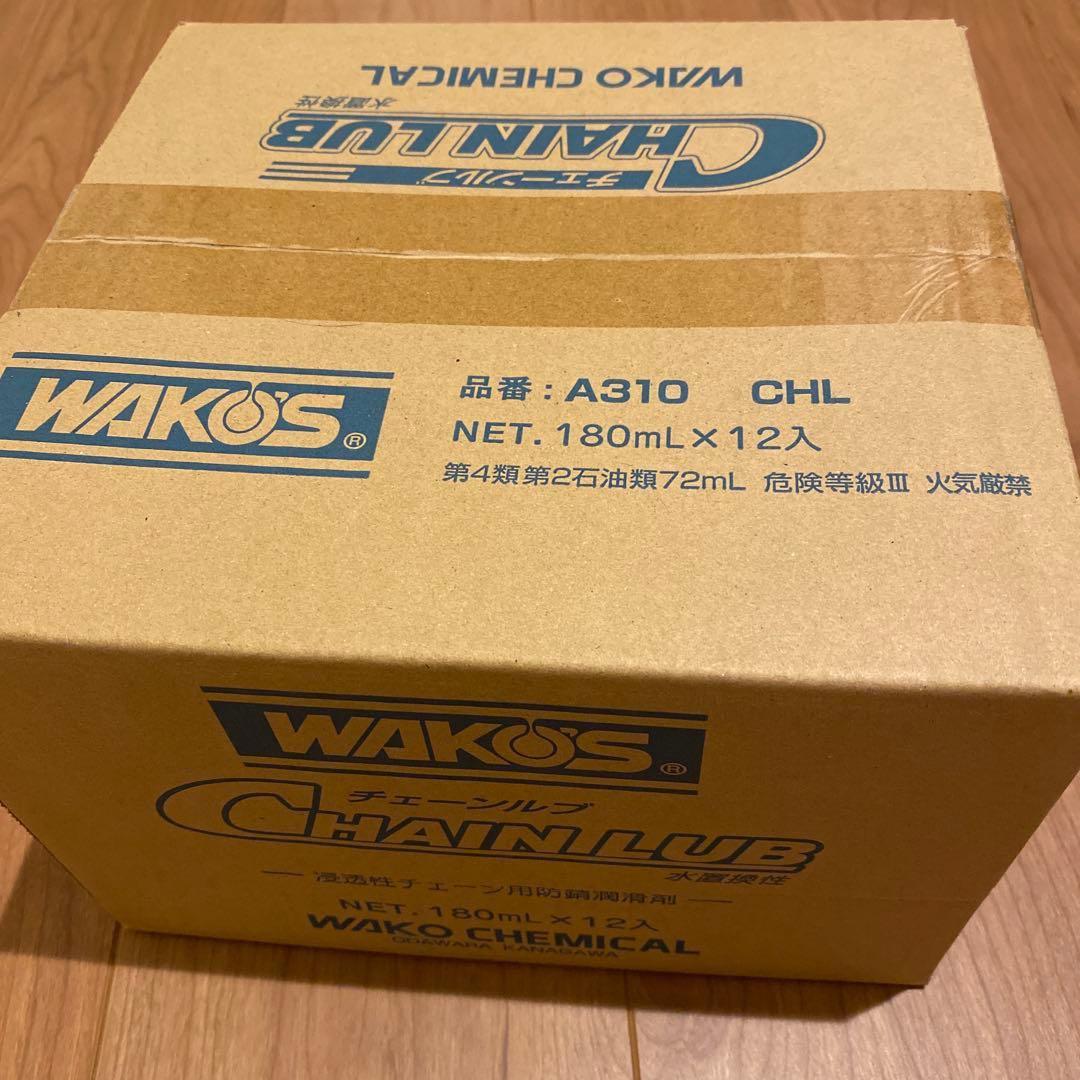 WAKO CHEMICAL
水置換性
CHAIN LUB
チェーンルブ
WAKO'S ®
品番:A310 CHL
NET. 180mL×12入
第4類第2石油類72mL 危険等級Ⅲ 火気厳禁
WAKO'S ®
チェーンルブ
CHAIN LUB
水置換性
― 浸透性チェーン用防錆潤滑剤 ―
NET. 180mL×12入
WAKO CHEMICAL
ODAWARA KANAGAWA